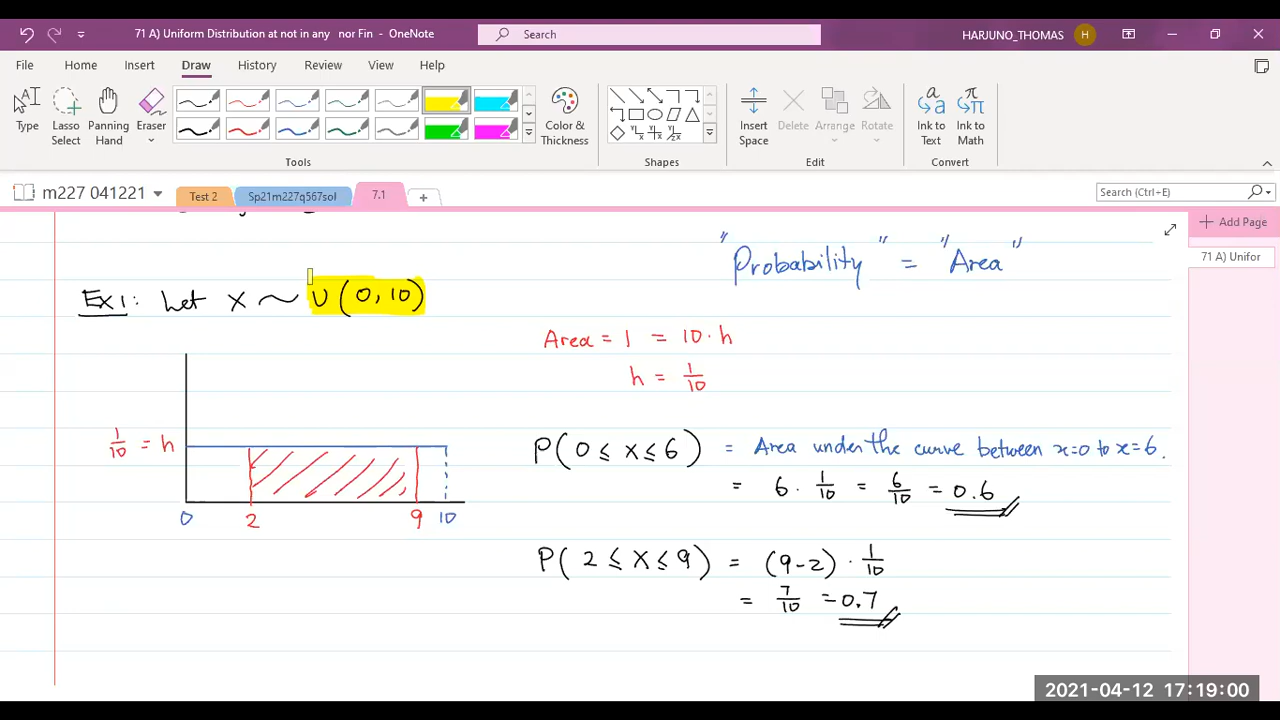 71 A) Uniform Distribution at not in any nor Fin - OneNote
Search
HARJUNO_THOMAS
H
File Home Insert Draw History Review View Help
Type
Lasso Select
Panning Hand
Eraser
Color & Thickness
Insert Space
Delete
Arrange
Rotate
Ink to Text
Ink to Math
Tools
Shapes
Edit
Convert
m227 041221
Test 2
Sp21m227q567sol
7.1
Search (Ctrl+E)
Add Page
71 A) Unifor
"Probability" = "Area"
EX1: Let X ~ U(0, 10)
Area = 1 = 10 · h
h = 1/10
1/10 = h
0 2 9 10
P(0 ≤ X ≤ 6) = Area under the curve between x=0 to x=6.
= 6 · 1/10 = 6/10 = 0.6
P(2 ≤ X ≤ 9) = (9-2) · 1/10
= 7/10 = 0.7
2021-04-12 17:19:00